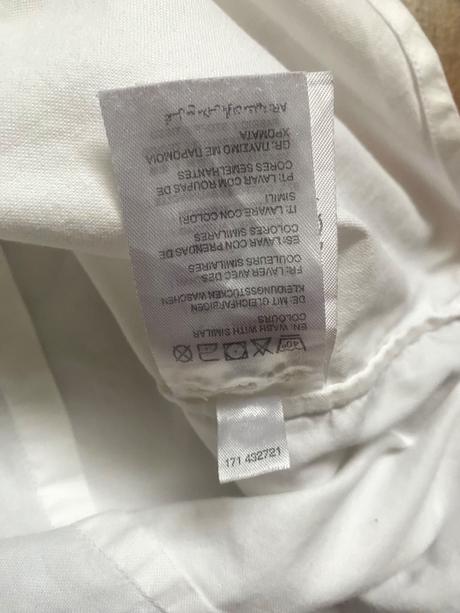 40°
EN: WASH WITH SIMILAR
COLOURS
DE: MIT GLEICHFARBIGEN
KLEIDUNGSSTÜCKEN WASCHEN
FR: LAVER AVEC DES
COULEURS SIMILAIRES
ES: LAVAR CON PRENDAS DE
COLORES SIMILARES
IT: LAVARE CON COLORI
SIMILI
PT: LAVAR COM ROUPAS DE
CORES SEMELHANTES
GR: ΠΛΥΣΙΜΟ ΜΕ ΠΑΡΟΜΟΙΑ
ΧΡΩΜΑΤΑ
AR:
171 432721